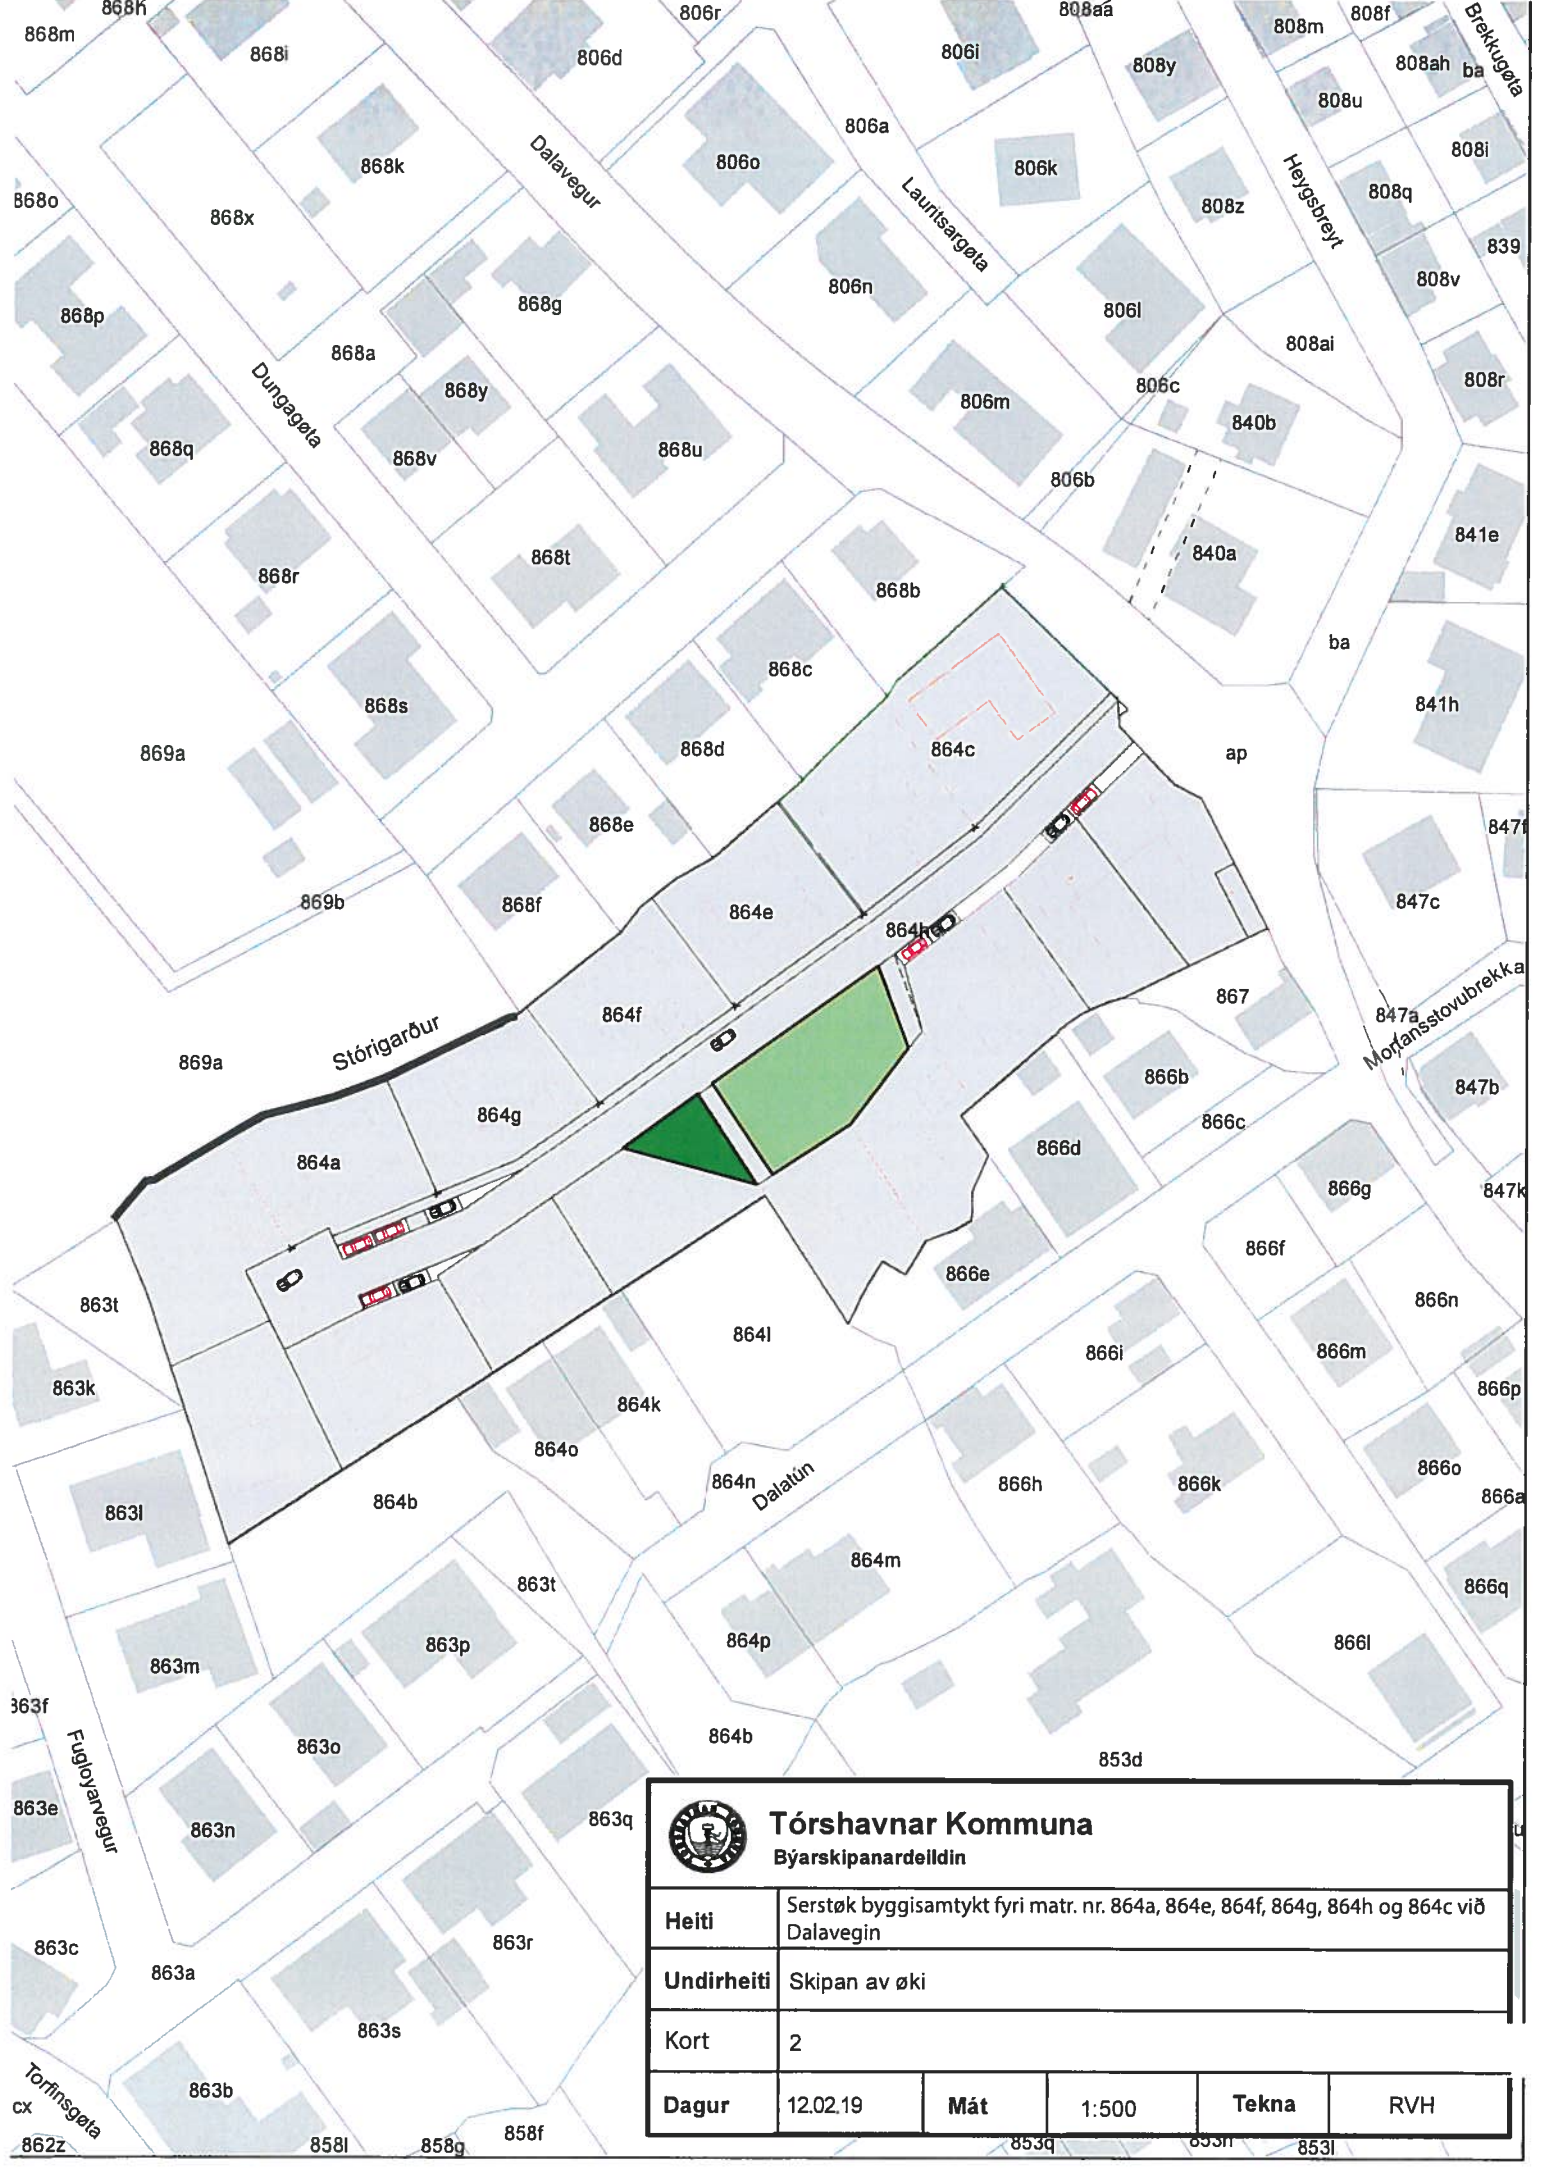 868h
806r
808aa
808m
808f
Brekkugøta
868m
868i
806d
806i
808y
808ah
ba
808u
806a
868k
Dalavegur
806o
806k
808i
868o
868x
Lauritsargøta
808z
Heygsbreyt
808q
839
868p
868g
806n
806l
808v
868a
808ai
Dungagøta
868y
806c
808r
868q
868v
868u
806m
840b
806b
868r
868t
840a
841e
868b
ba
868s
868c
841h
869a
868d
864c
ap
868e
847f
869b
868f
864e
864h
847c
Stórigarður
864f
867
847a
Mortansstovubrekka
869a
866b
847b
864g
866c
864a
866d
866g
847k
863t
866e
866f
864l
866i
866n
863k
864k
866m
866p
864o
864n
Dalatún
866h
866k
866o
866a
863l
864b
864m
863t
866q
863m
863p
864p
866l
863f
Fugloyarvegur
863o
864b
853d
863e
863n
863q
Tórshavnar Kommuna
Býarskipanardeildin
Heiti
Serstøk byggisamtykt fyri matr. nr. 864a, 864e, 864f, 864g, 864h og 864c við
Dalavegin
863c
863a
863r
Undirheiti
Skipan av øki
863s
Kort
2
Torfinsgøta
863b
cx
Dagur
12.02.19
Mát
1:500
Tekna
RVH
862z
858l
858g
858f
853q
853n
853l